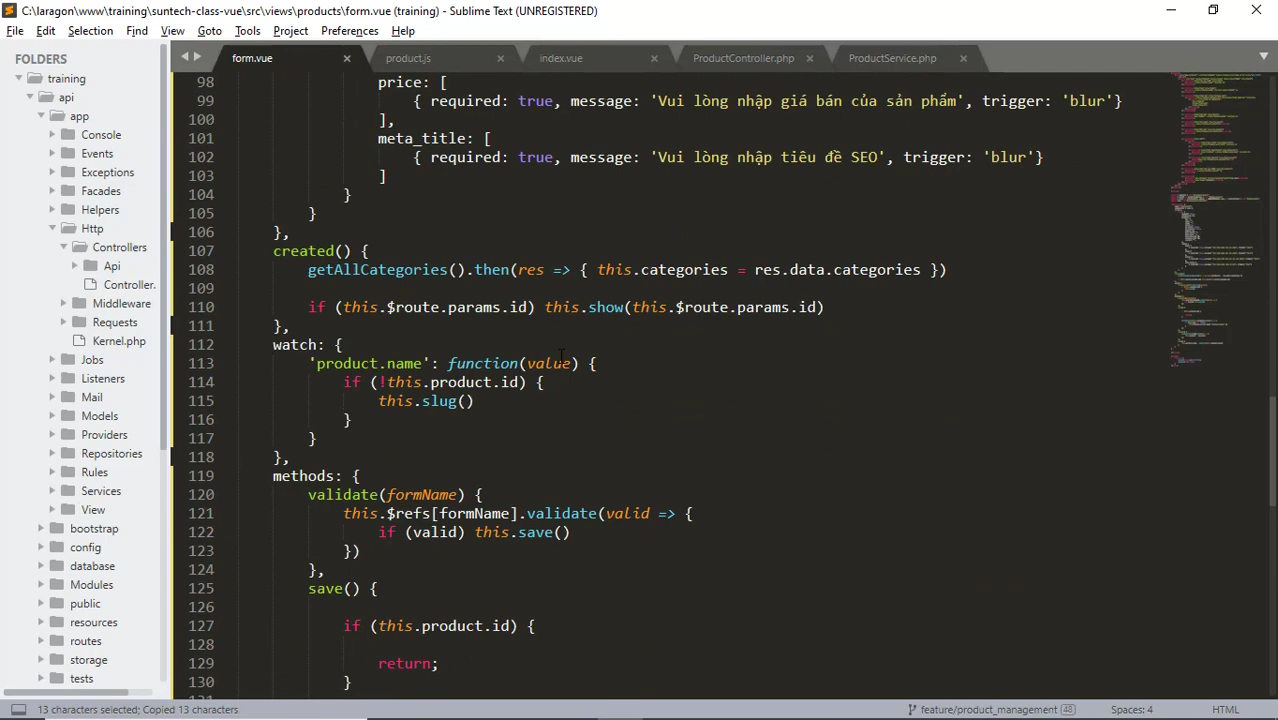 C:\laragon\www\training\suntech-class-vue\src\views\products\form.vue (training) - Sublime Text (UNREGISTERED)
File Edit Selection Find View Goto Tools Project Preferences Help
FOLDERS
training
api
app
Console
Events
Exceptions
Facades
Helpers
Http
Controllers
Api
Controller.
Middleware
Requests
Kernel.php
Jobs
Listeners
Mail
Models
Providers
Repositories
Rules
Services
View
bootstrap
config
database
Modules
public
resources
routes
storage
tests
form.vue product.js index.vue ProductController.php ProductService.php
98 price: [
99 { required: true, message: 'Vui lòng nhập giá bán của sản phẩm', trigger: 'blur'}
100 ],
101 meta_title: [
102 { required: true, message: 'Vui lòng nhập tiêu đề SEO', trigger: 'blur'}
103 ]
104 }
105 }
106 },
107 created() {
108 getAllCategories().then(res => { this.categories = res.data.categories })
109
110 if (this.$route.params.id) this.show(this.$route.params.id)
111 },
112 watch: {
113 'product.name': function(value) {
114 if (!this.product.id) {
115 this.slug()
116 }
117 }
118 },
119 methods: {
120 validate(formName) {
121 this.$refs[formName].validate(valid => {
122 if (valid) this.save()
123 })
124 },
125 save() {
126
127 if (this.product.id) {
128
129 return;
130 }
13 characters selected; Copied 13 characters
feature/product_management 48 Spaces: 4 HTML